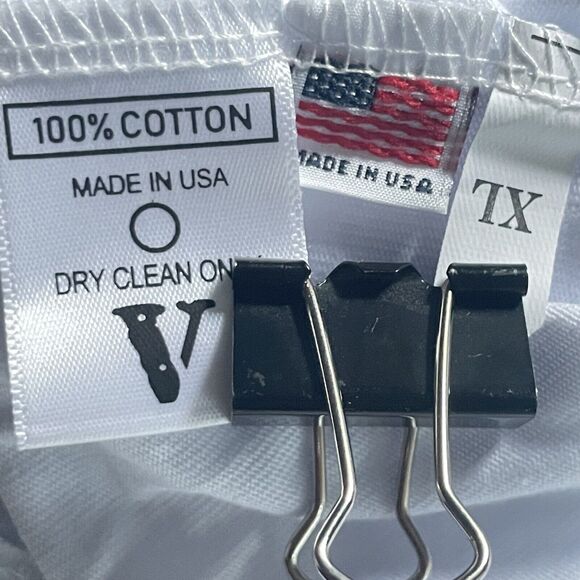 100% COTTON
MADE IN USA
DRY CLEAN ON
V
MADE IN USA
XL